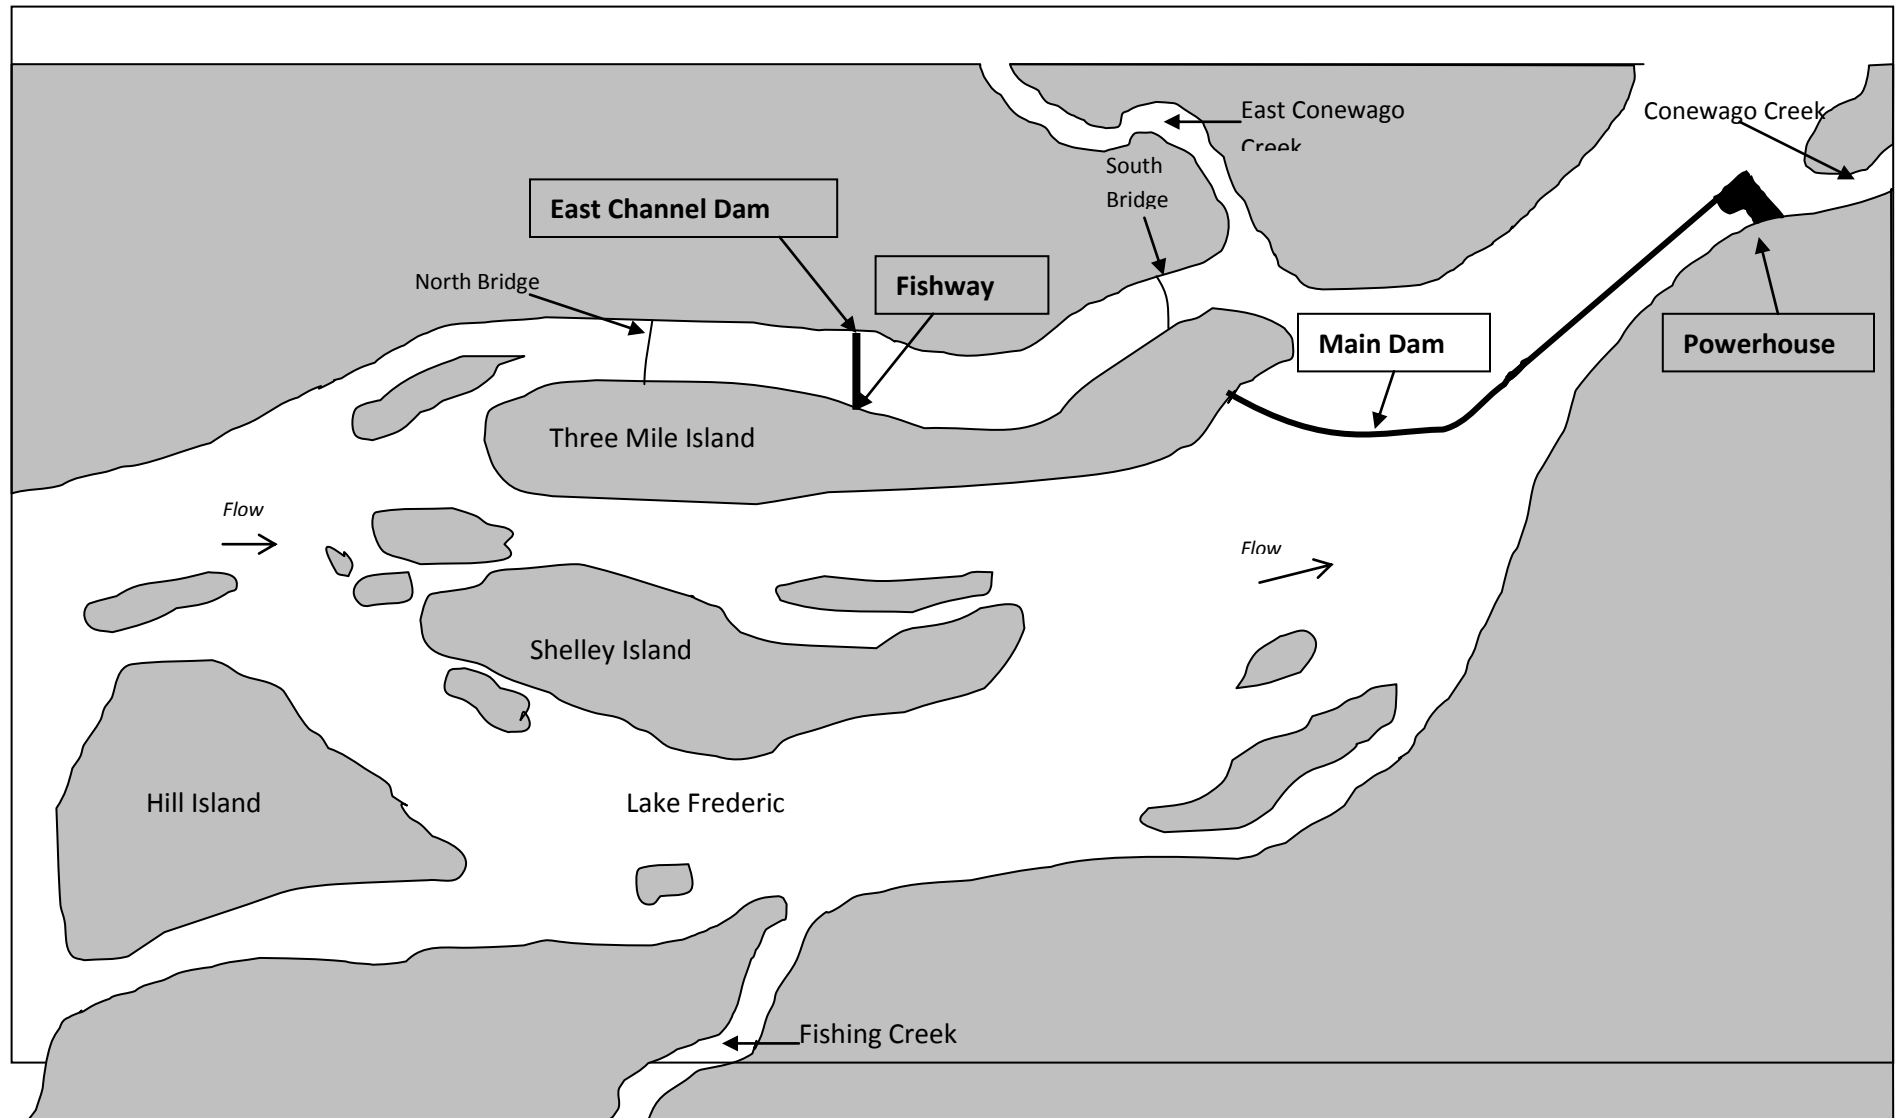 East Conewago
Creek
Conewago Creek
South
Bridge
East Channel Dam
North Bridge
Fishway
Main Dam
Powerhouse
Three Mile Island
Flow
Flow
Shelley Island
Hill Island
Lake Frederic
Fishing Creek